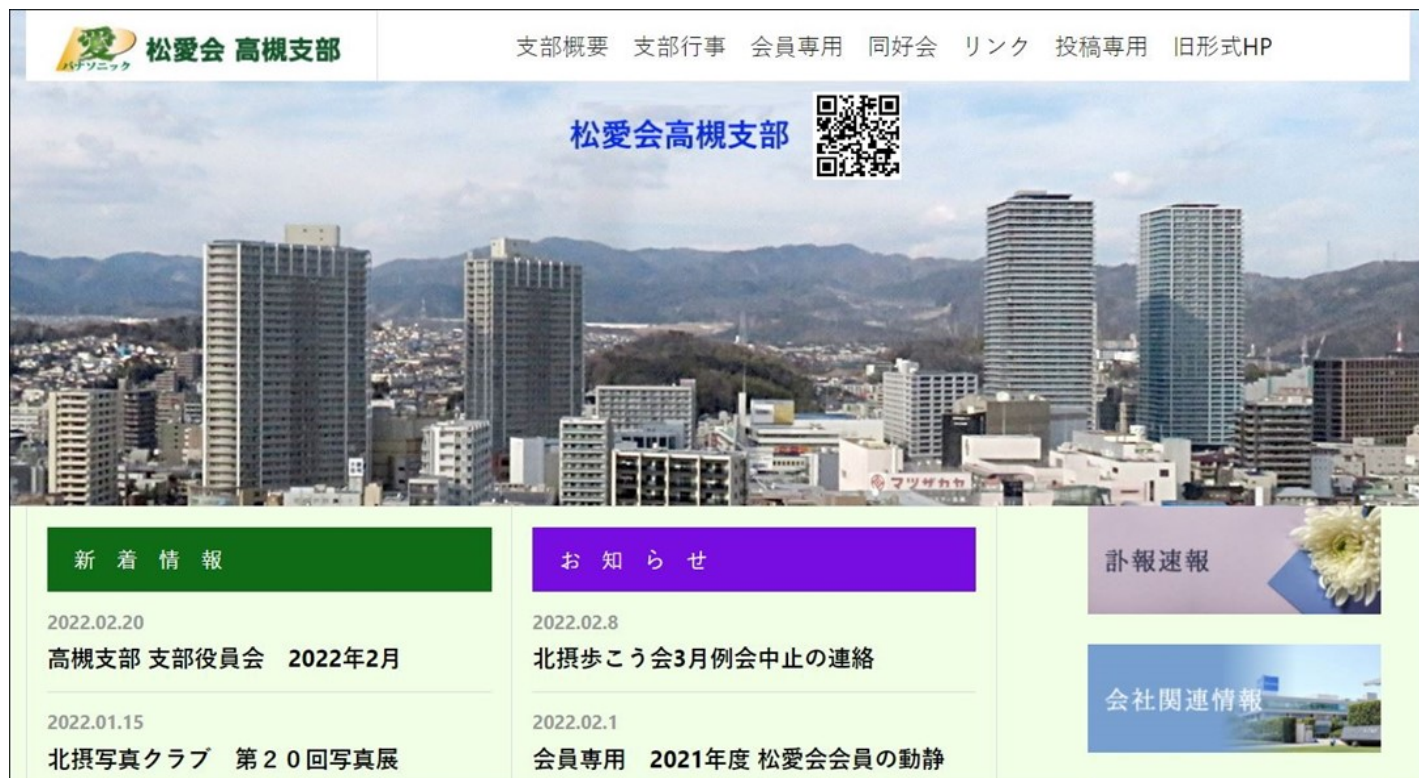 愛
パナソニック
松愛会 高槻支部
支部概要 支部行事 会員専用 同好会 リンク 投稿専用 旧形式HP
松愛会高槻支部
マツザカヤ
新着情報
2022.02.20
高槻支部 支部役員会　2022年2月
2022.01.15
北摂写真クラブ　第２０回写真展
お知らせ
2022.02.8
北摂歩こう会3月例会中止の連絡
2022.02.1
会員専用　2021年度 松愛会会員の動静
訃報速報
会社関連情報